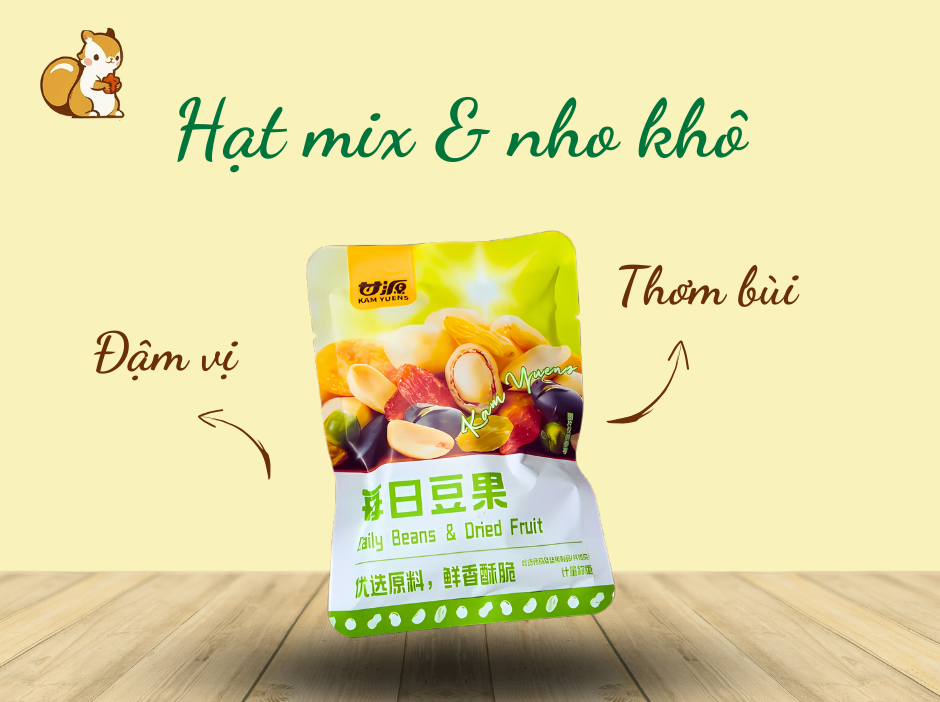 Hạt mix & nho khô
Thơm bùi
Đậm vị
甘源
KAM YUENS
Kam Yuens
每日豆果
Daily Beans & Dried Fruit
优选原料，鲜香酥脆